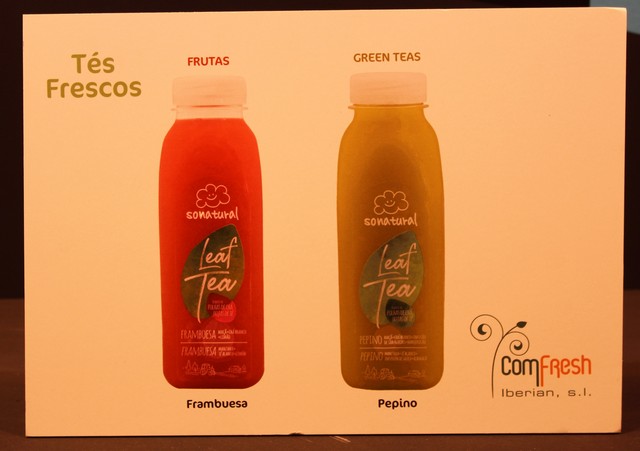 Tés
Frescos
FRUTAS
GREEN TEAS
sonatural
Leaf
Tea
FRAMBUESA
FRAMBUESA
sonatural
Leaf
Tea
PEPINO
PEPINO
Frambuesa
Pepino
ComFresh
Iberian, s.l.